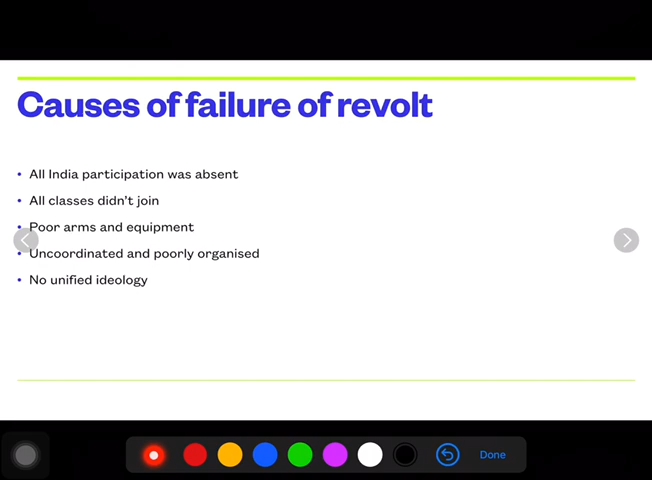 Causes of failure of revolt
• All India participation was absent
• All classes didn't join
• Poor arms and equipment
• Uncoordinated and poorly organised
• No unified ideology
Done